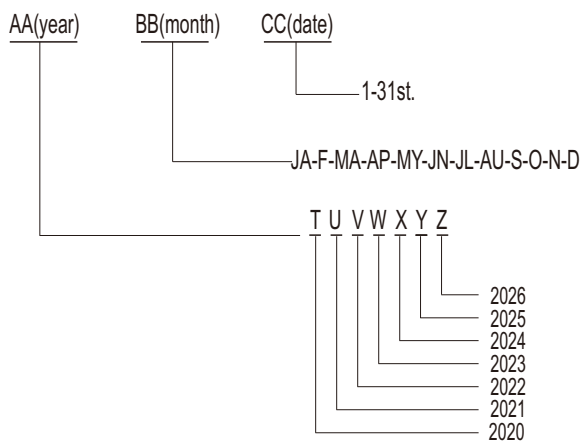 AA(year) BB(month) CC(date)
1-31st.
JA-F-MA-AP-MY-JN-JL-AU-S-O-N-D
T U V W X Y Z
2026
2025
2024
2023
2022
2021
2020